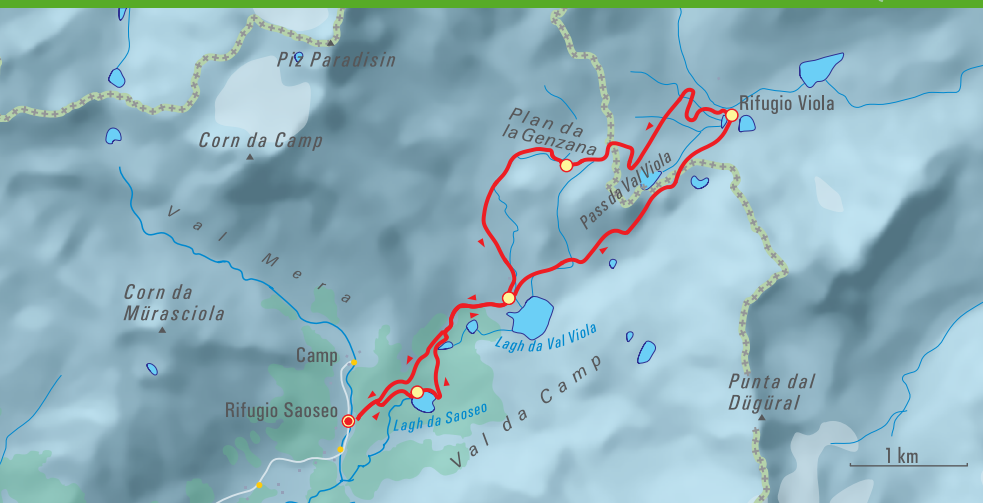 Piz Paradisin
Rifugio Viola
Plan da
la Genzana
Corn da Camp
Pass da Val Viola
Val Mera
Corn da
Mürasciola
Lagh da Val Viola
Camp
Punta dal
Dügüral
Val da Camp
Rifugio Saoseo
Lagh da Saoseo
1 km